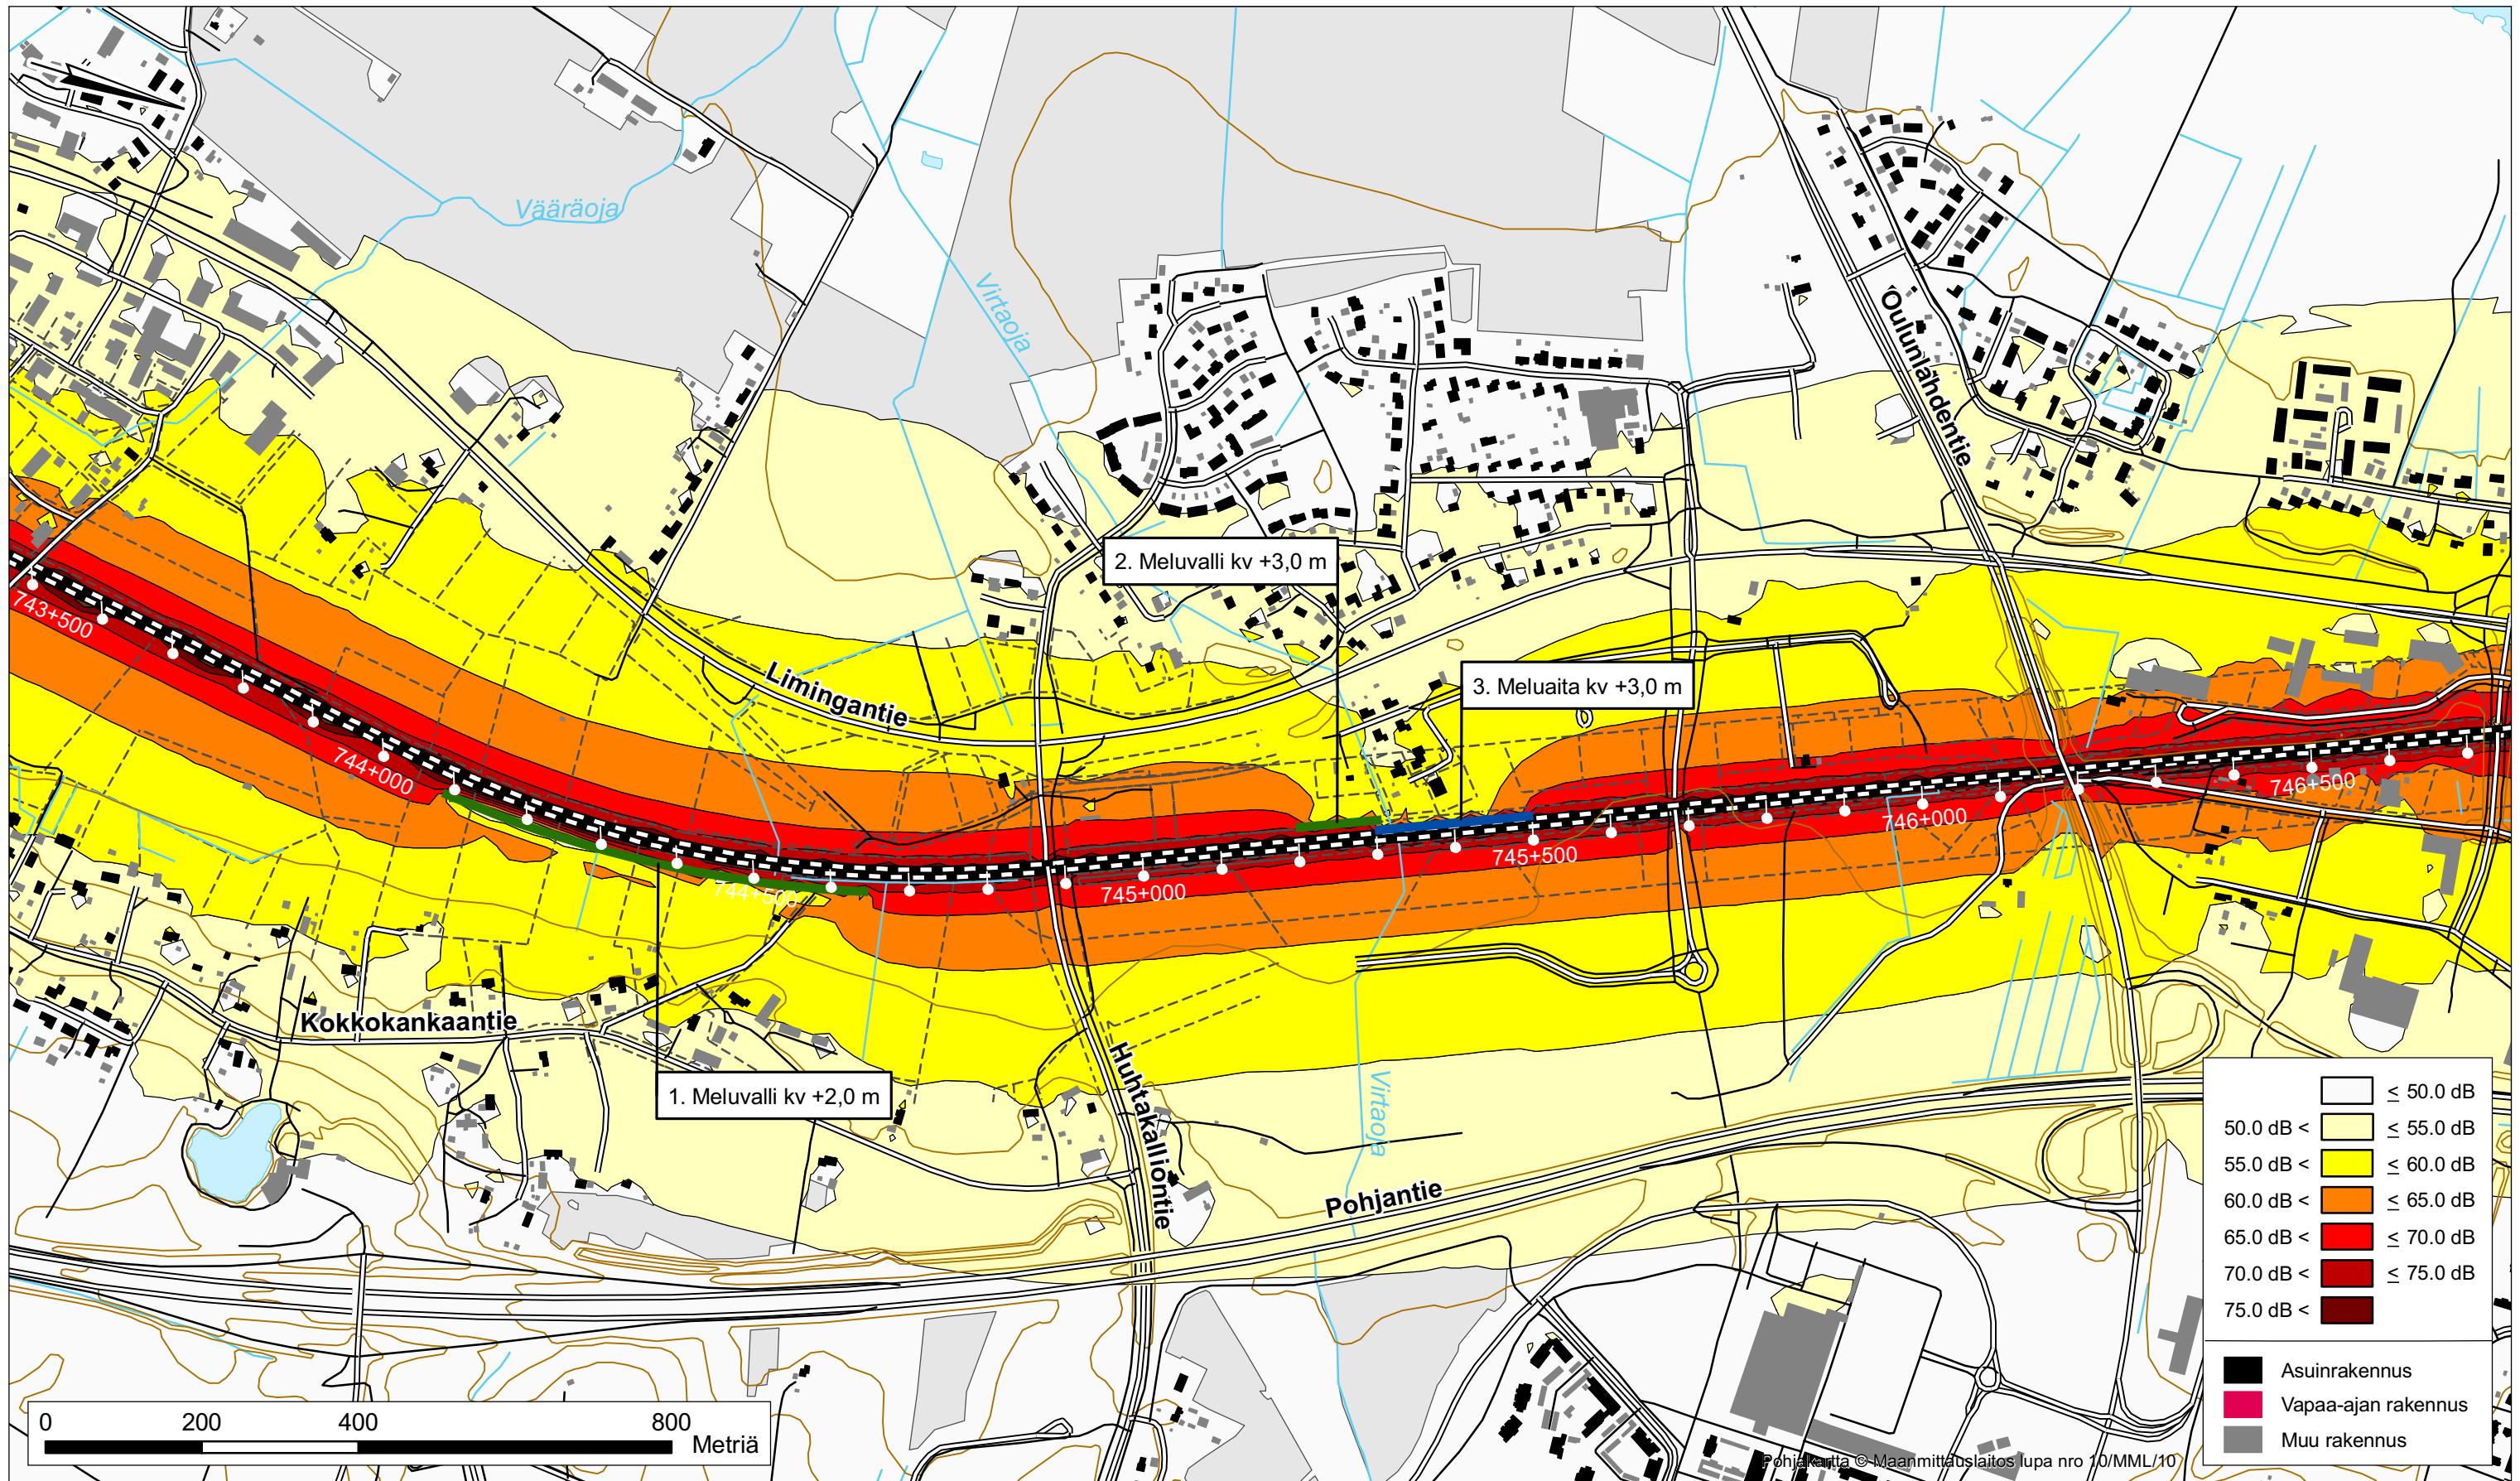 Vääräoja
Virtaoja
Oulunlahdentie
2. Meluvalli kv +3,0 m
743+500
3. Meluaita kv +3,0 m
Limingantie
744+000
746+500
746+000
745+500
744+500
745+000
Kokkokankaantie
1. Meluvalli kv +2,0 m
Huhtakalliontie
Virtaoja
Pohjantie
≤ 50.0 dB
50.0 dB < ≤ 55.0 dB
55.0 dB < ≤ 60.0 dB
60.0 dB < ≤ 65.0 dB
65.0 dB < ≤ 70.0 dB
70.0 dB < ≤ 75.0 dB
75.0 dB <
Asuinrakennus
Vapaa-ajan rakennus
Muu rakennus
0 200 400 800
Metriä
Pohjakartta © Maanmittauslaitos lupa nro 10/MML/10